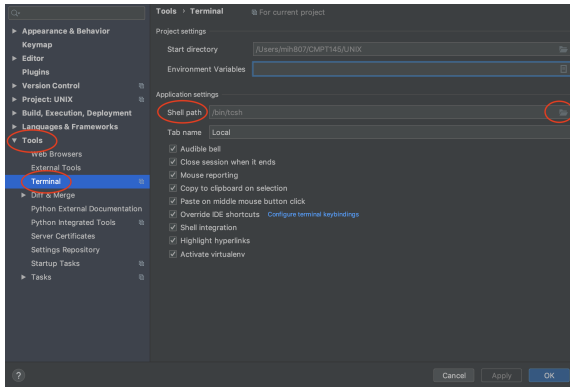 Tools › Terminal
For current project
Appearance & Behavior
Keymap
Editor
Plugins
Version Control
Project: UNIX
Build, Execution, Deployment
Languages & Frameworks
Tools
Web Browsers
External Tools
Terminal
Diff & Merge
Python External Documentation
Python Integrated Tools
Server Certificates
Settings Repository
Startup Tasks
Tasks
Project settings
Start directory /Users/mih807/CMPT145/UNIX
Environment Variables
Application settings
Shell path /bin/tcsh
Tab name Local
Audible bell
Close session when it ends
Mouse reporting
Copy to clipboard on selection
Paste on middle mouse button click
Override IDE shortcuts Configure terminal keybindings
Shell integration
Highlight hyperlinks
Activate virtualenv
? Cancel Apply OK